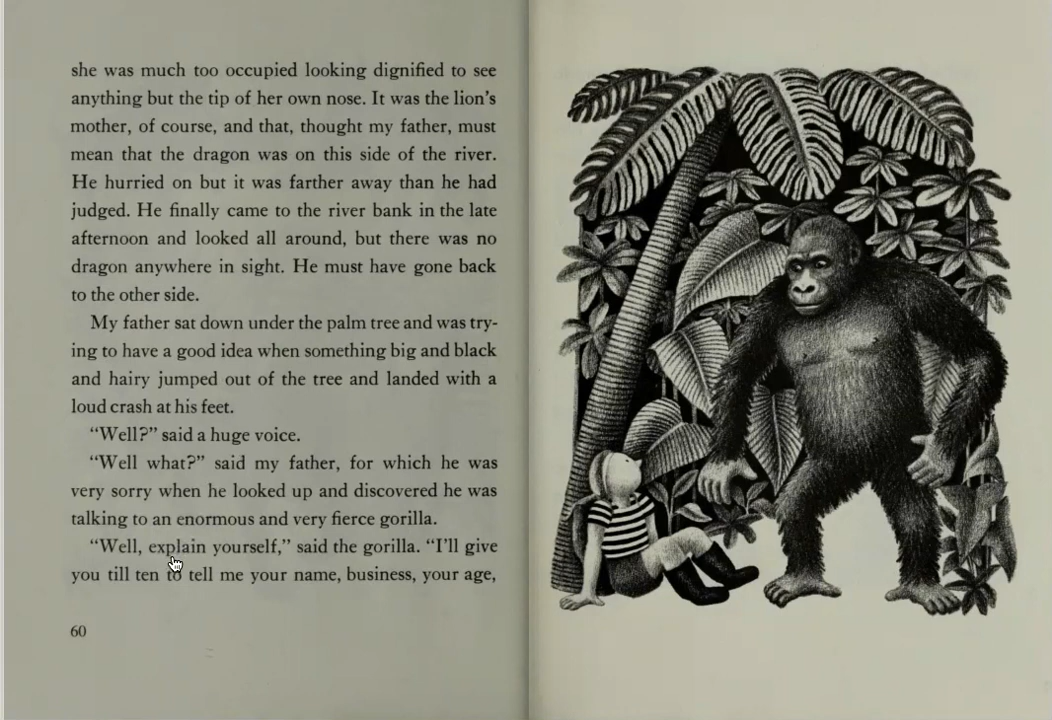 she was much too occupied looking dignified to see
anything but the tip of her own nose. It was the lion's
mother, of course, and that, thought my father, must
mean that the dragon was on this side of the river.
He hurried on but it was farther away than he had
judged. He finally came to the river bank in the late
afternoon and looked all around, but there was no
dragon anywhere in sight. He must have gone back
to the other side.
My father sat down under the palm tree and was try-
ing to have a good idea when something big and black
and hairy jumped out of the tree and landed with a
loud crash at his feet.
“Well?” said a huge voice.
“Well what?” said my father, for which he was
very sorry when he looked up and discovered he was
talking to an enormous and very fierce gorilla.
“Well, explain yourself,” said the gorilla. “I'll give
you till ten to tell me your name, business, your age,
60